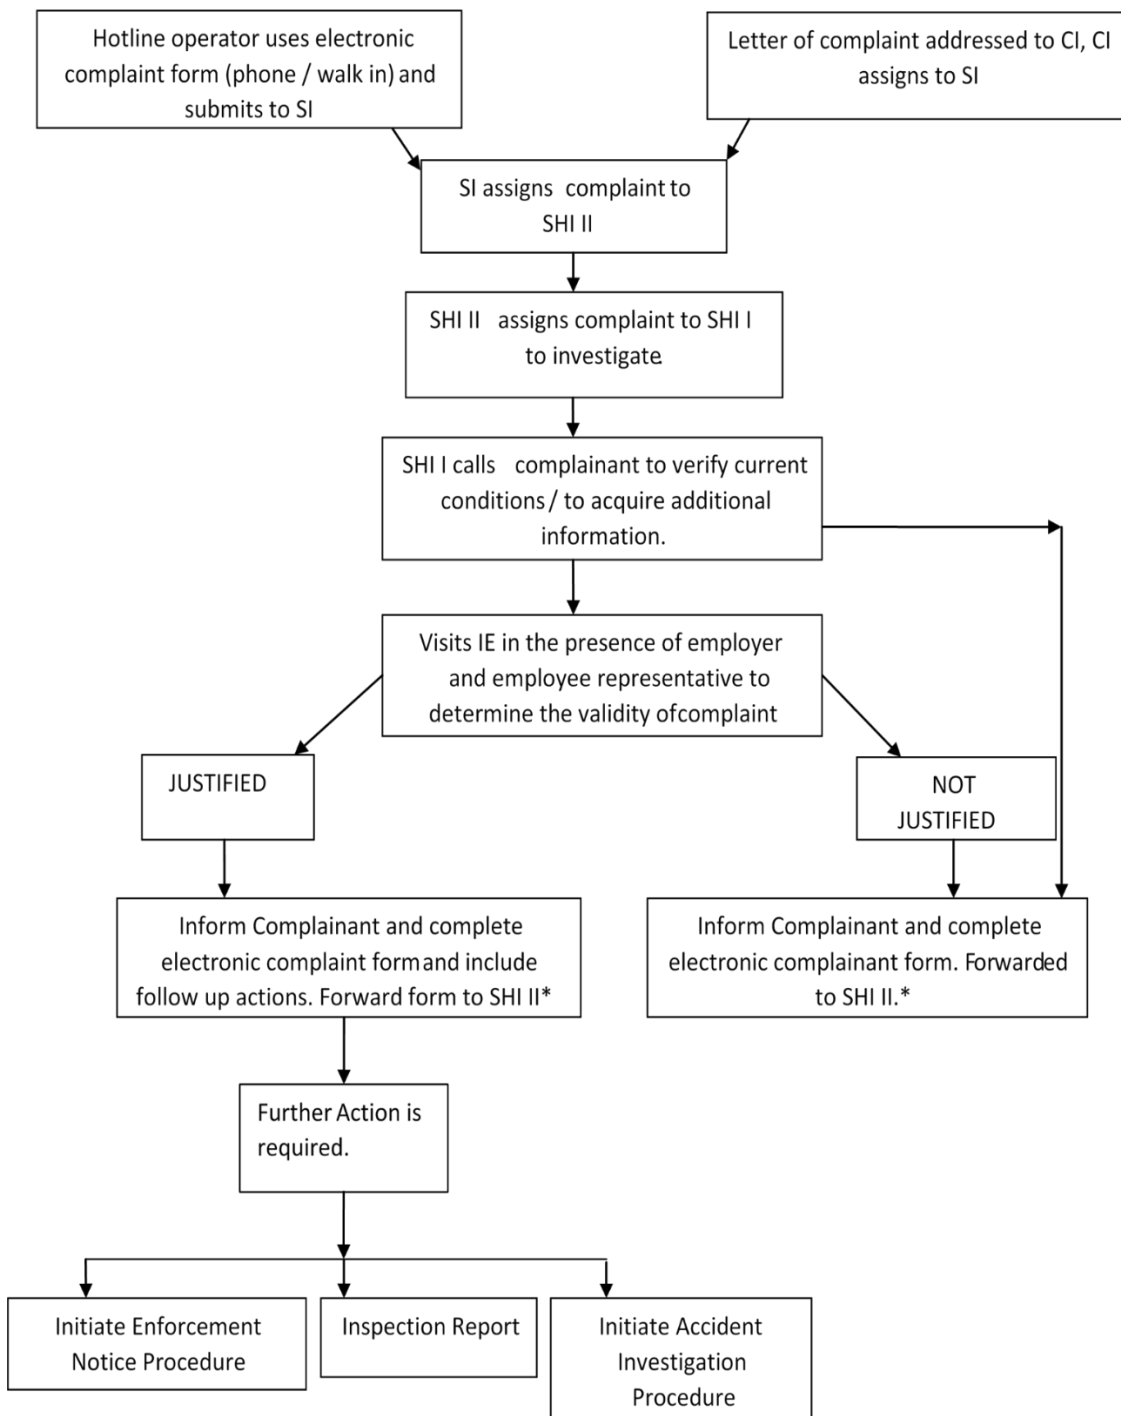 Hotline operator uses electronic
complaint form (phone / walk in) and
submits to SI
Letter of complaint addressed to CI, CI
assigns to SI
SI assigns complaint to
SHI II
SHI II assigns complaint to SHI I
to investigate.
SHI I calls complainant to verify current
conditions / to acquire additional
information.
Visits IE in the presence of employer
and employee representative to
determine the validity of complaint
JUSTIFIED
NOT
JUSTIFIED
Inform Complainant and complete
electronic complaint form and include
follow up actions. Forward form to SHI II*
Inform Complainant and complete
electronic complainant form. Forwarded
to SHI II.*
Further Action is
required.
Initiate Enforcement
Notice Procedure
Inspection Report
Initiate Accident
Investigation
Procedure